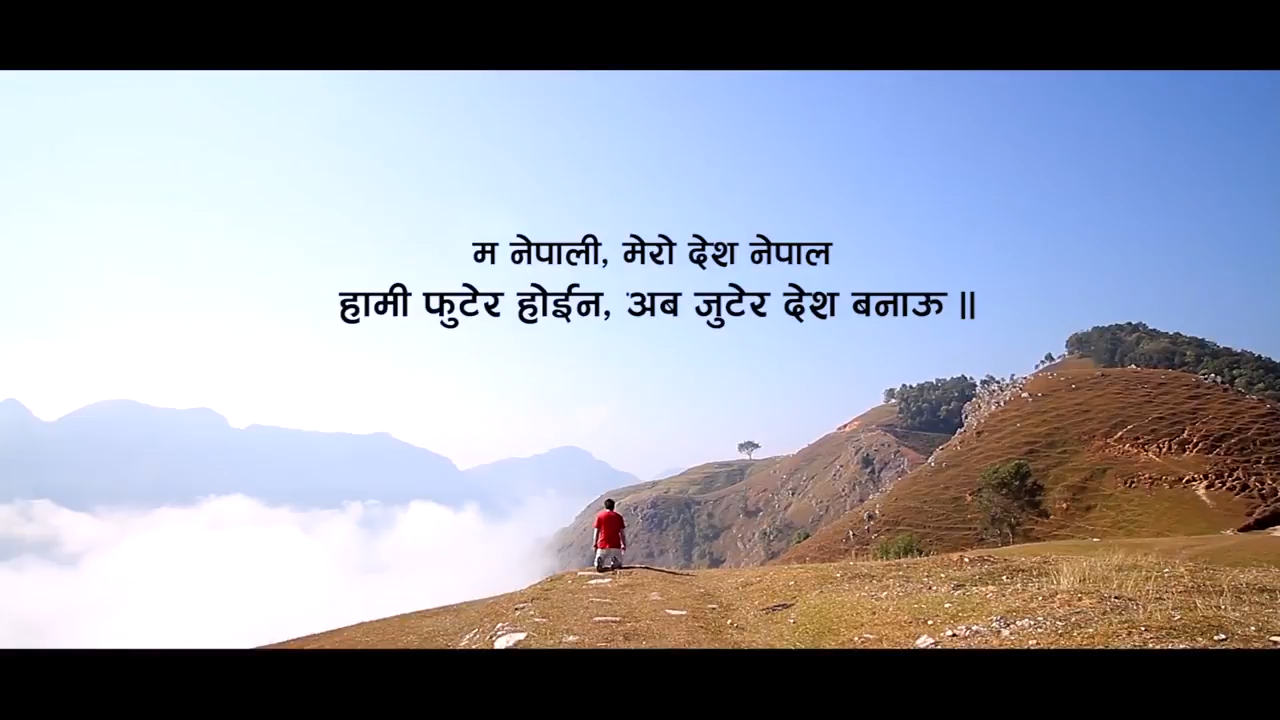 म नेपाली, मेरो देश नेपाल
हामी फुटेर होईन, अब जुटेर देश बनाऊ ॥